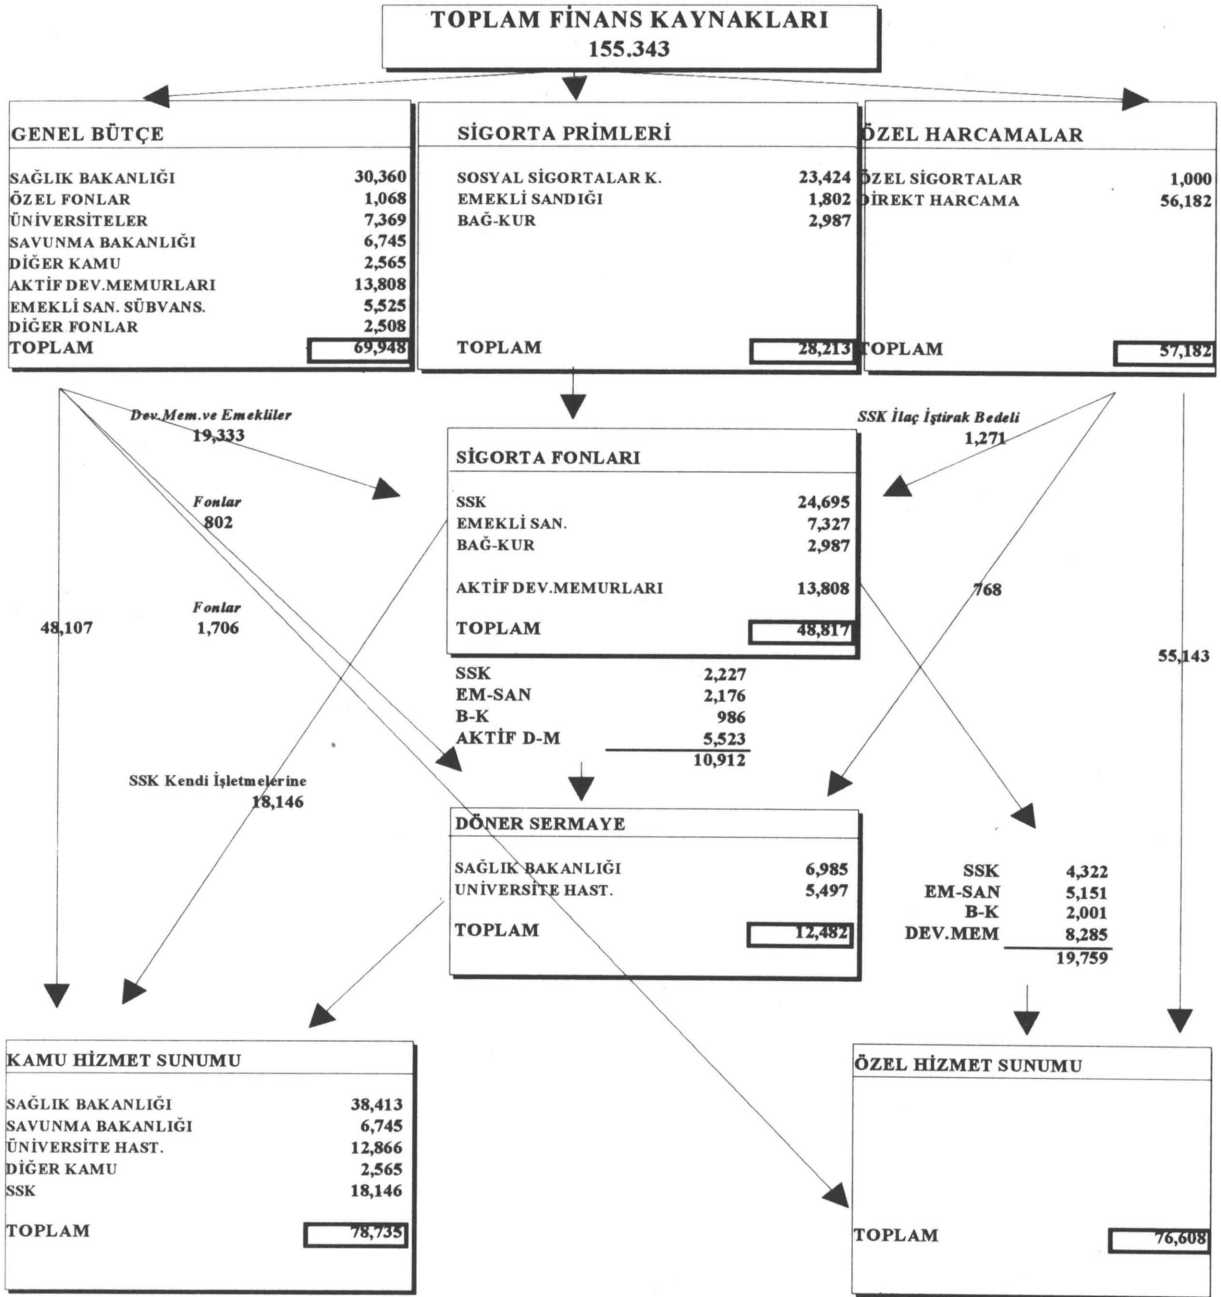 TOPLAM FİNANS KAYNAKLARI
155.343
GENEL BÜTÇE
SAĞLIK BAKANLIĞI 30,360
ÖZEL FONLAR 1,068
ÜNİVERSİTELER 7,369
SAVUNMA BAKANLIĞI 6,745
DİĞER KAMU 2,565
AKTİF DEV.MEMURLARI 13,808
EMEKLİ SAN. SÜBVANS. 5,525
DİĞER FONLAR 2,508
TOPLAM 69,948
SİGORTA PRİMLERİ
SOSYAL SİGORTALAR K. 23,424
EMEKLİ SANDIĞI 1,802
BAĞ-KUR 2,987
TOPLAM 28,213
ÖZEL HARCAMALAR
ÖZEL SİGORTALAR 1,000
DİREKT HARCAMA 56,182
TOPLAM 57,182
Dev.Mem.ve Emekliler
19,333
SSK İlaç İştirak Bedeli
1,271
SİGORTA FONLARI
SSK 24,695
EMEKLİ SAN. 7,327
BAĞ-KUR 2,987
AKTİF DEV.MEMURLARI 13,808
TOPLAM 48,817
Fonlar
802
Fonlar
1,706
48,107
768
55,143
SSK 2,227
EM-SAN 2,176
B-K 986
AKTİF D-M 5,523
10,912
SSK Kendi İşletmelerine
18,146
DÖNER SERMAYE
SAĞLIK BAKANLIĞI 6,985
UNİVERSİTE HAST. 5,497
TOPLAM 12,482
SSK 4,322
EM-SAN 5,151
B-K 2,001
DEV.MEM 8,285
19,759
KAMU HİZMET SUNUMU
SAĞLIK BAKANLIĞI 38,413
SAVUNMA BAKANLIĞI 6,745
ÜNİVERSİTE HAST. 12,866
DİĞER KAMU 2,565
SSK 18,146
TOPLAM 78,735
ÖZEL HİZMET SUNUMU
TOPLAM 76,608